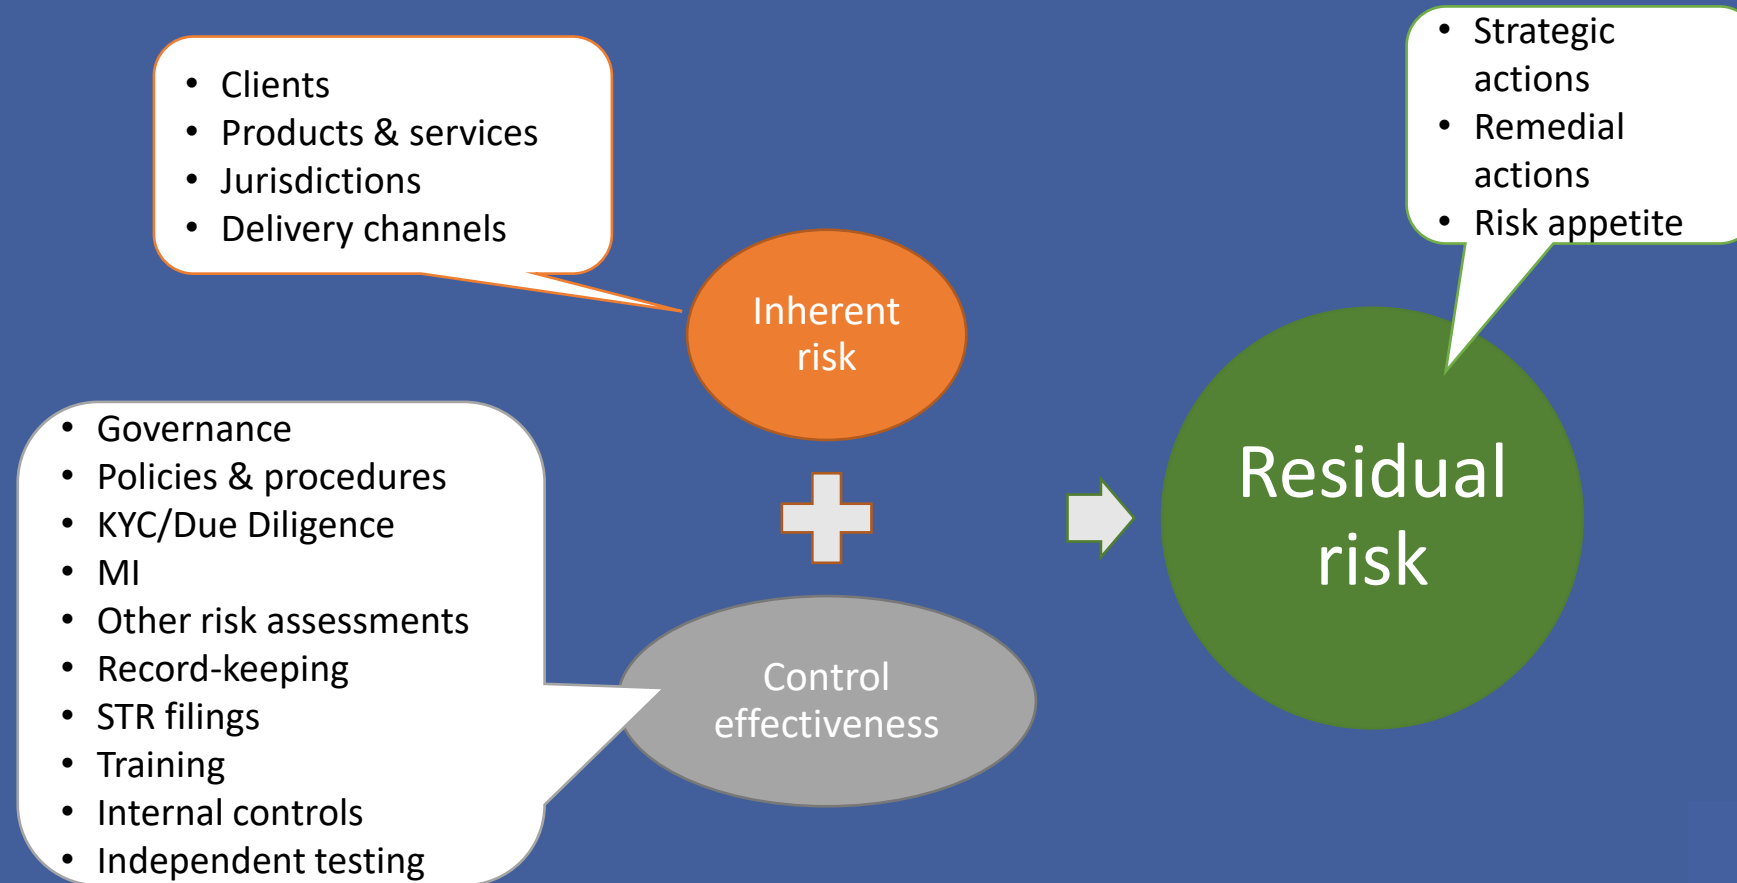 • Clients
• Products & services
• Jurisdictions
• Delivery channels
Inherent
risk
• Governance
• Policies & procedures
• KYC/Due Diligence
• MI
• Other risk assessments
• Record-keeping
• STR filings
• Training
• Internal controls
• Independent testing
Control
effectiveness
• Strategic
actions
• Remedial
actions
• Risk appetite
Residual
risk